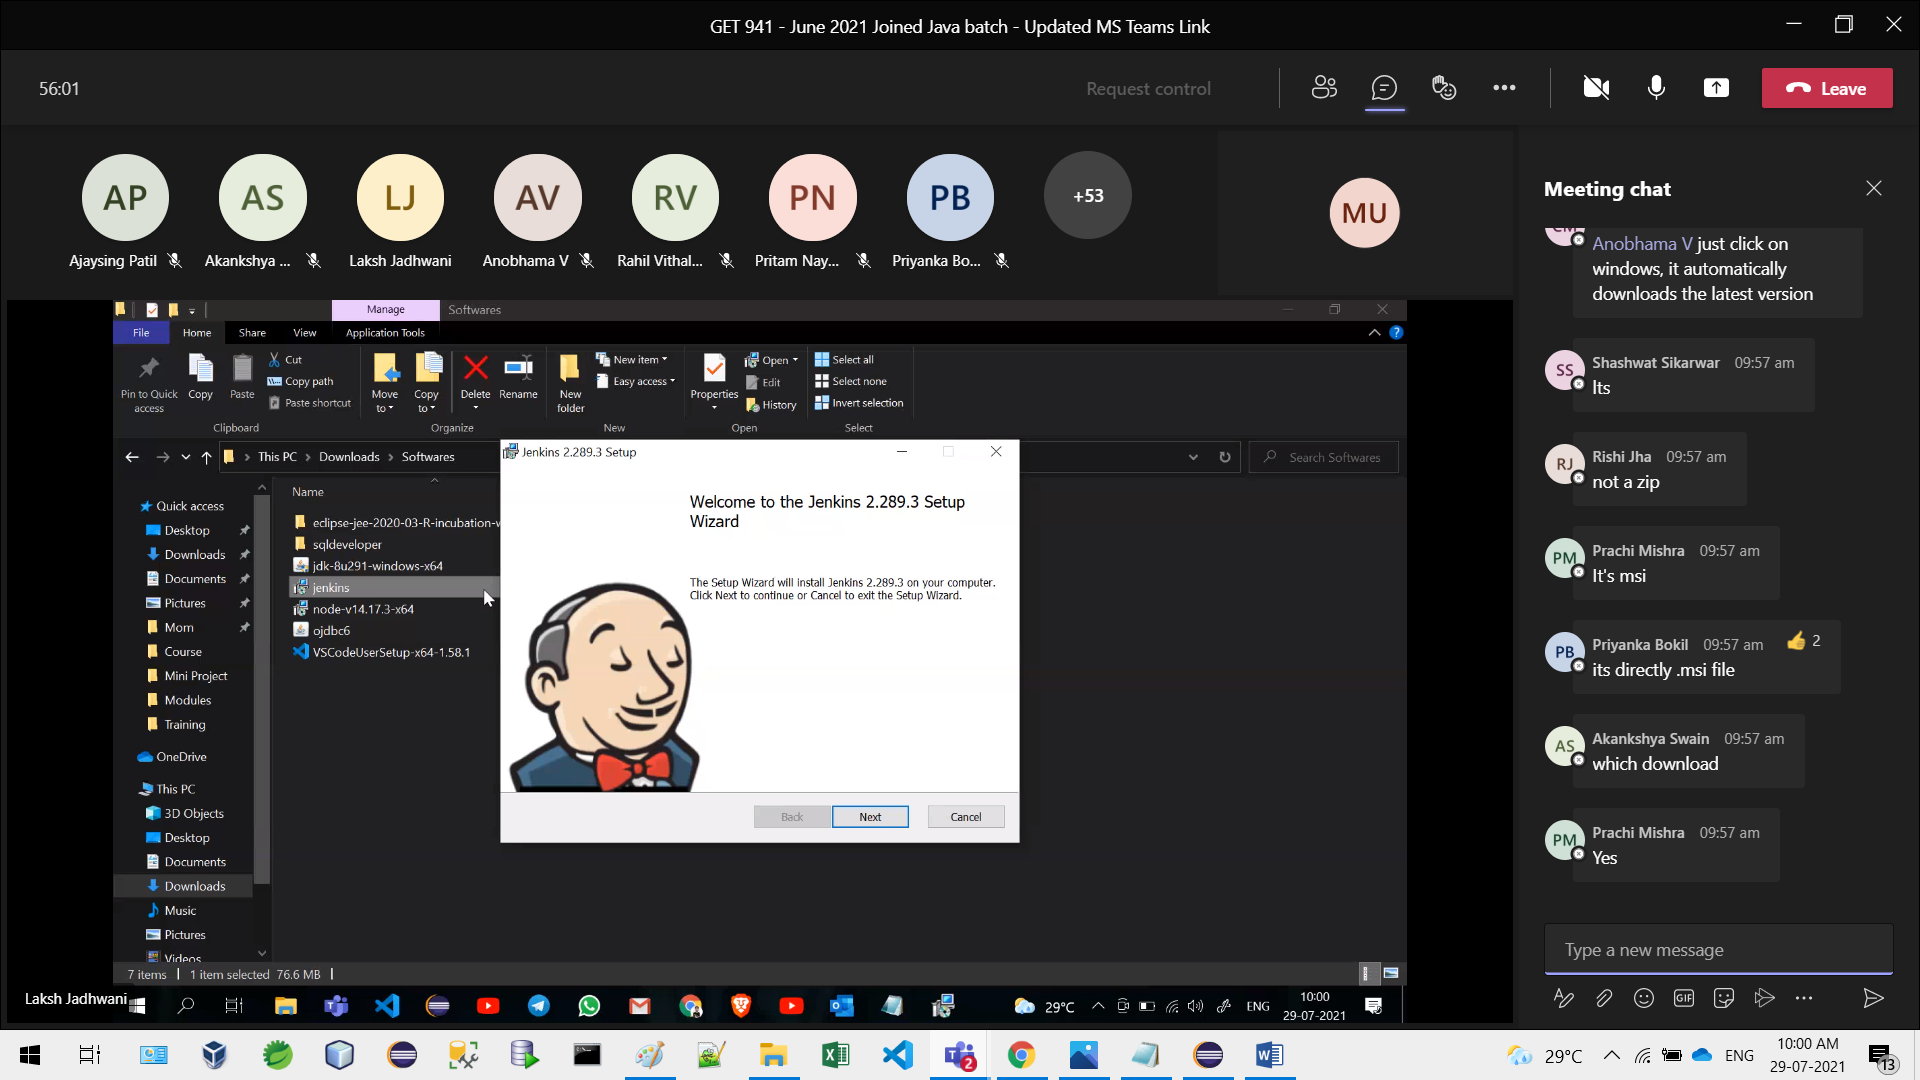 GET 941 - June 2021 Joined Java batch - Updated MS Teams Link
56:01
Request control
Leave
AP
AS
LJ
AV
RV
PN
PB
+53
MU
Ajaysing Patil
Akankshya ...
Laksh Jadhwani
Anobhama V
Rahil Vithal...
Pritam Nay...
Priyanka Bo...
Manage
Softwares
File
Home
Share
View
Application Tools
Pin to Quick access
Copy
Paste
Cut
Copy path
Paste shortcut
Clipboard
Move to
Copy to
Delete
Rename
Organize
New folder
New item
Easy access
New
Properties
Open
Edit
History
Open
Select all
Select none
Invert selection
Select
This PC > Downloads > Softwares
Search Softwares
Quick access
Desktop
Downloads
Documents
Pictures
Mom
Course
Mini Project
Modules
Training
OneDrive
This PC
3D Objects
Desktop
Documents
Downloads
Music
Pictures
Videos
Name
eclipse-jee-2020-03-R-incubation-
sqldeveloper
jdk-8u291-windows-x64
jenkins
node-v14.17.3-x64
ojdbc6
VSCodeUserSetup-x64-1.58.1
Jenkins 2.289.3 Setup
Welcome to the Jenkins 2.289.3 Setup
Wizard
The Setup Wizard will install Jenkins 2.289.3 on your computer.
Click Next to continue or Cancel to exit the Setup Wizard.
Back
Next
Cancel
7 items
1 item selected 76.6 MB
Laksh Jadhwani
29°C
ENG
10:00
29-07-2021
Meeting chat
Anobhama V just click on
windows, it automatically
downloads the latest version
SS
Shashwat Sikarwar 09:57 am
Its
RJ
Rishi Jha 09:57 am
not a zip
PM
Prachi Mishra 09:57 am
It's msi
PB
Priyanka Bokil 09:57 am 👍 2
its directly .msi file
AS
Akankshya Swain 09:57 am
which download
PM
Prachi Mishra 09:57 am
Yes
Type a new message
GIF
2
29°C
ENG
10:00 AM
29-07-2021
13